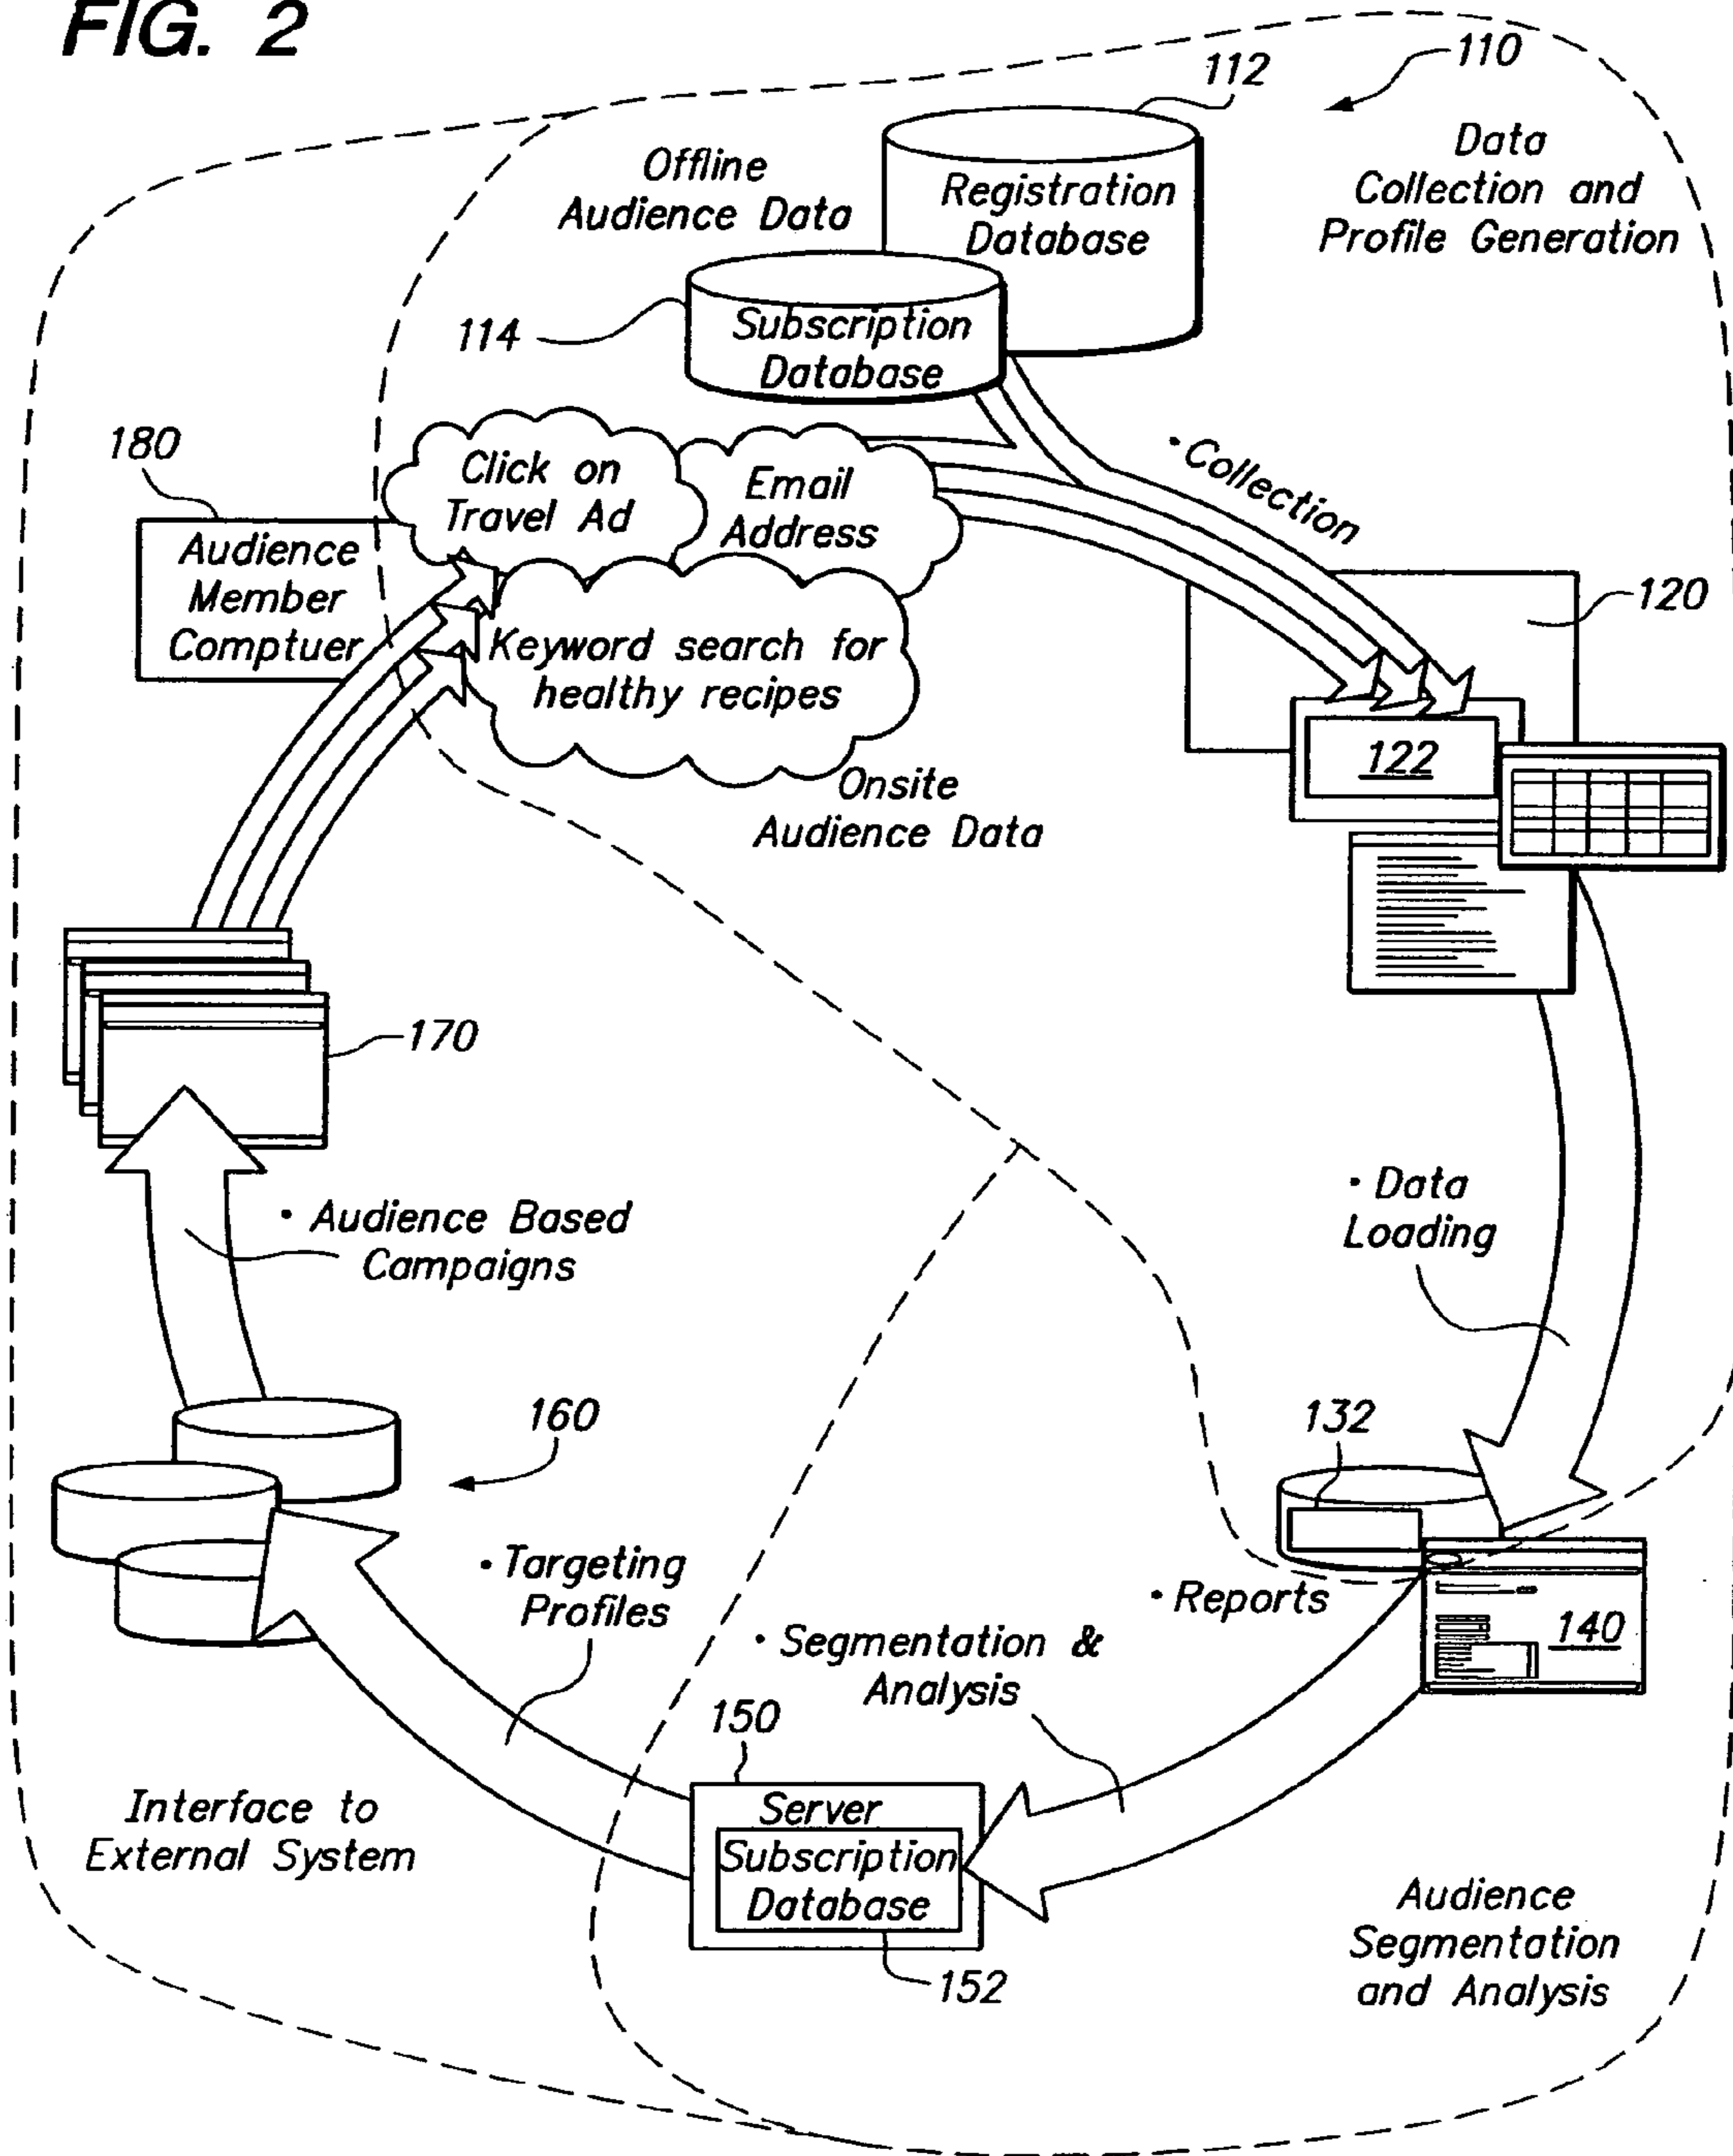 FIG. 2
110
112
Data
Collection and
Profile Generation
Offline
Audience Data
Registration
Database
114
Subscription
Database
180
Click on
Travel Ad
Email
Address
• Collection
Audience
Member
Comptuer
120
Keyword search for
healthy recipes
122
Onsite
Audience Data
170
• Data
Loading
• Audience Based
Campaigns
160
132
• Targeting
Profiles
• Reports
140
• Segmentation &
Analysis
150
Server
Subscription
Database
152
Interface to
External System
Audience
Segmentation
and Analysis